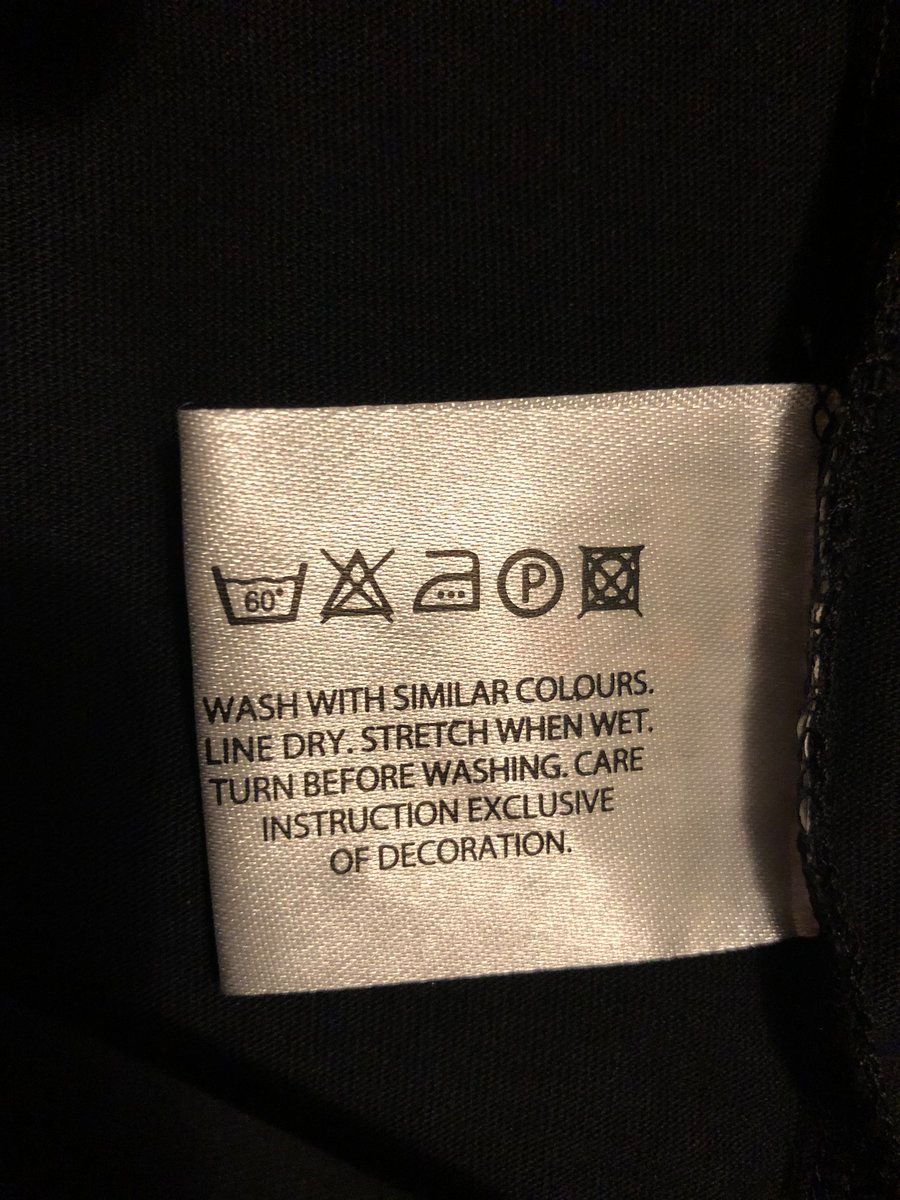 60°
P
WASH WITH SIMILAR COLOURS.
LINE DRY. STRETCH WHEN WET.
TURN BEFORE WASHING. CARE
INSTRUCTION EXCLUSIVE
OF DECORATION.